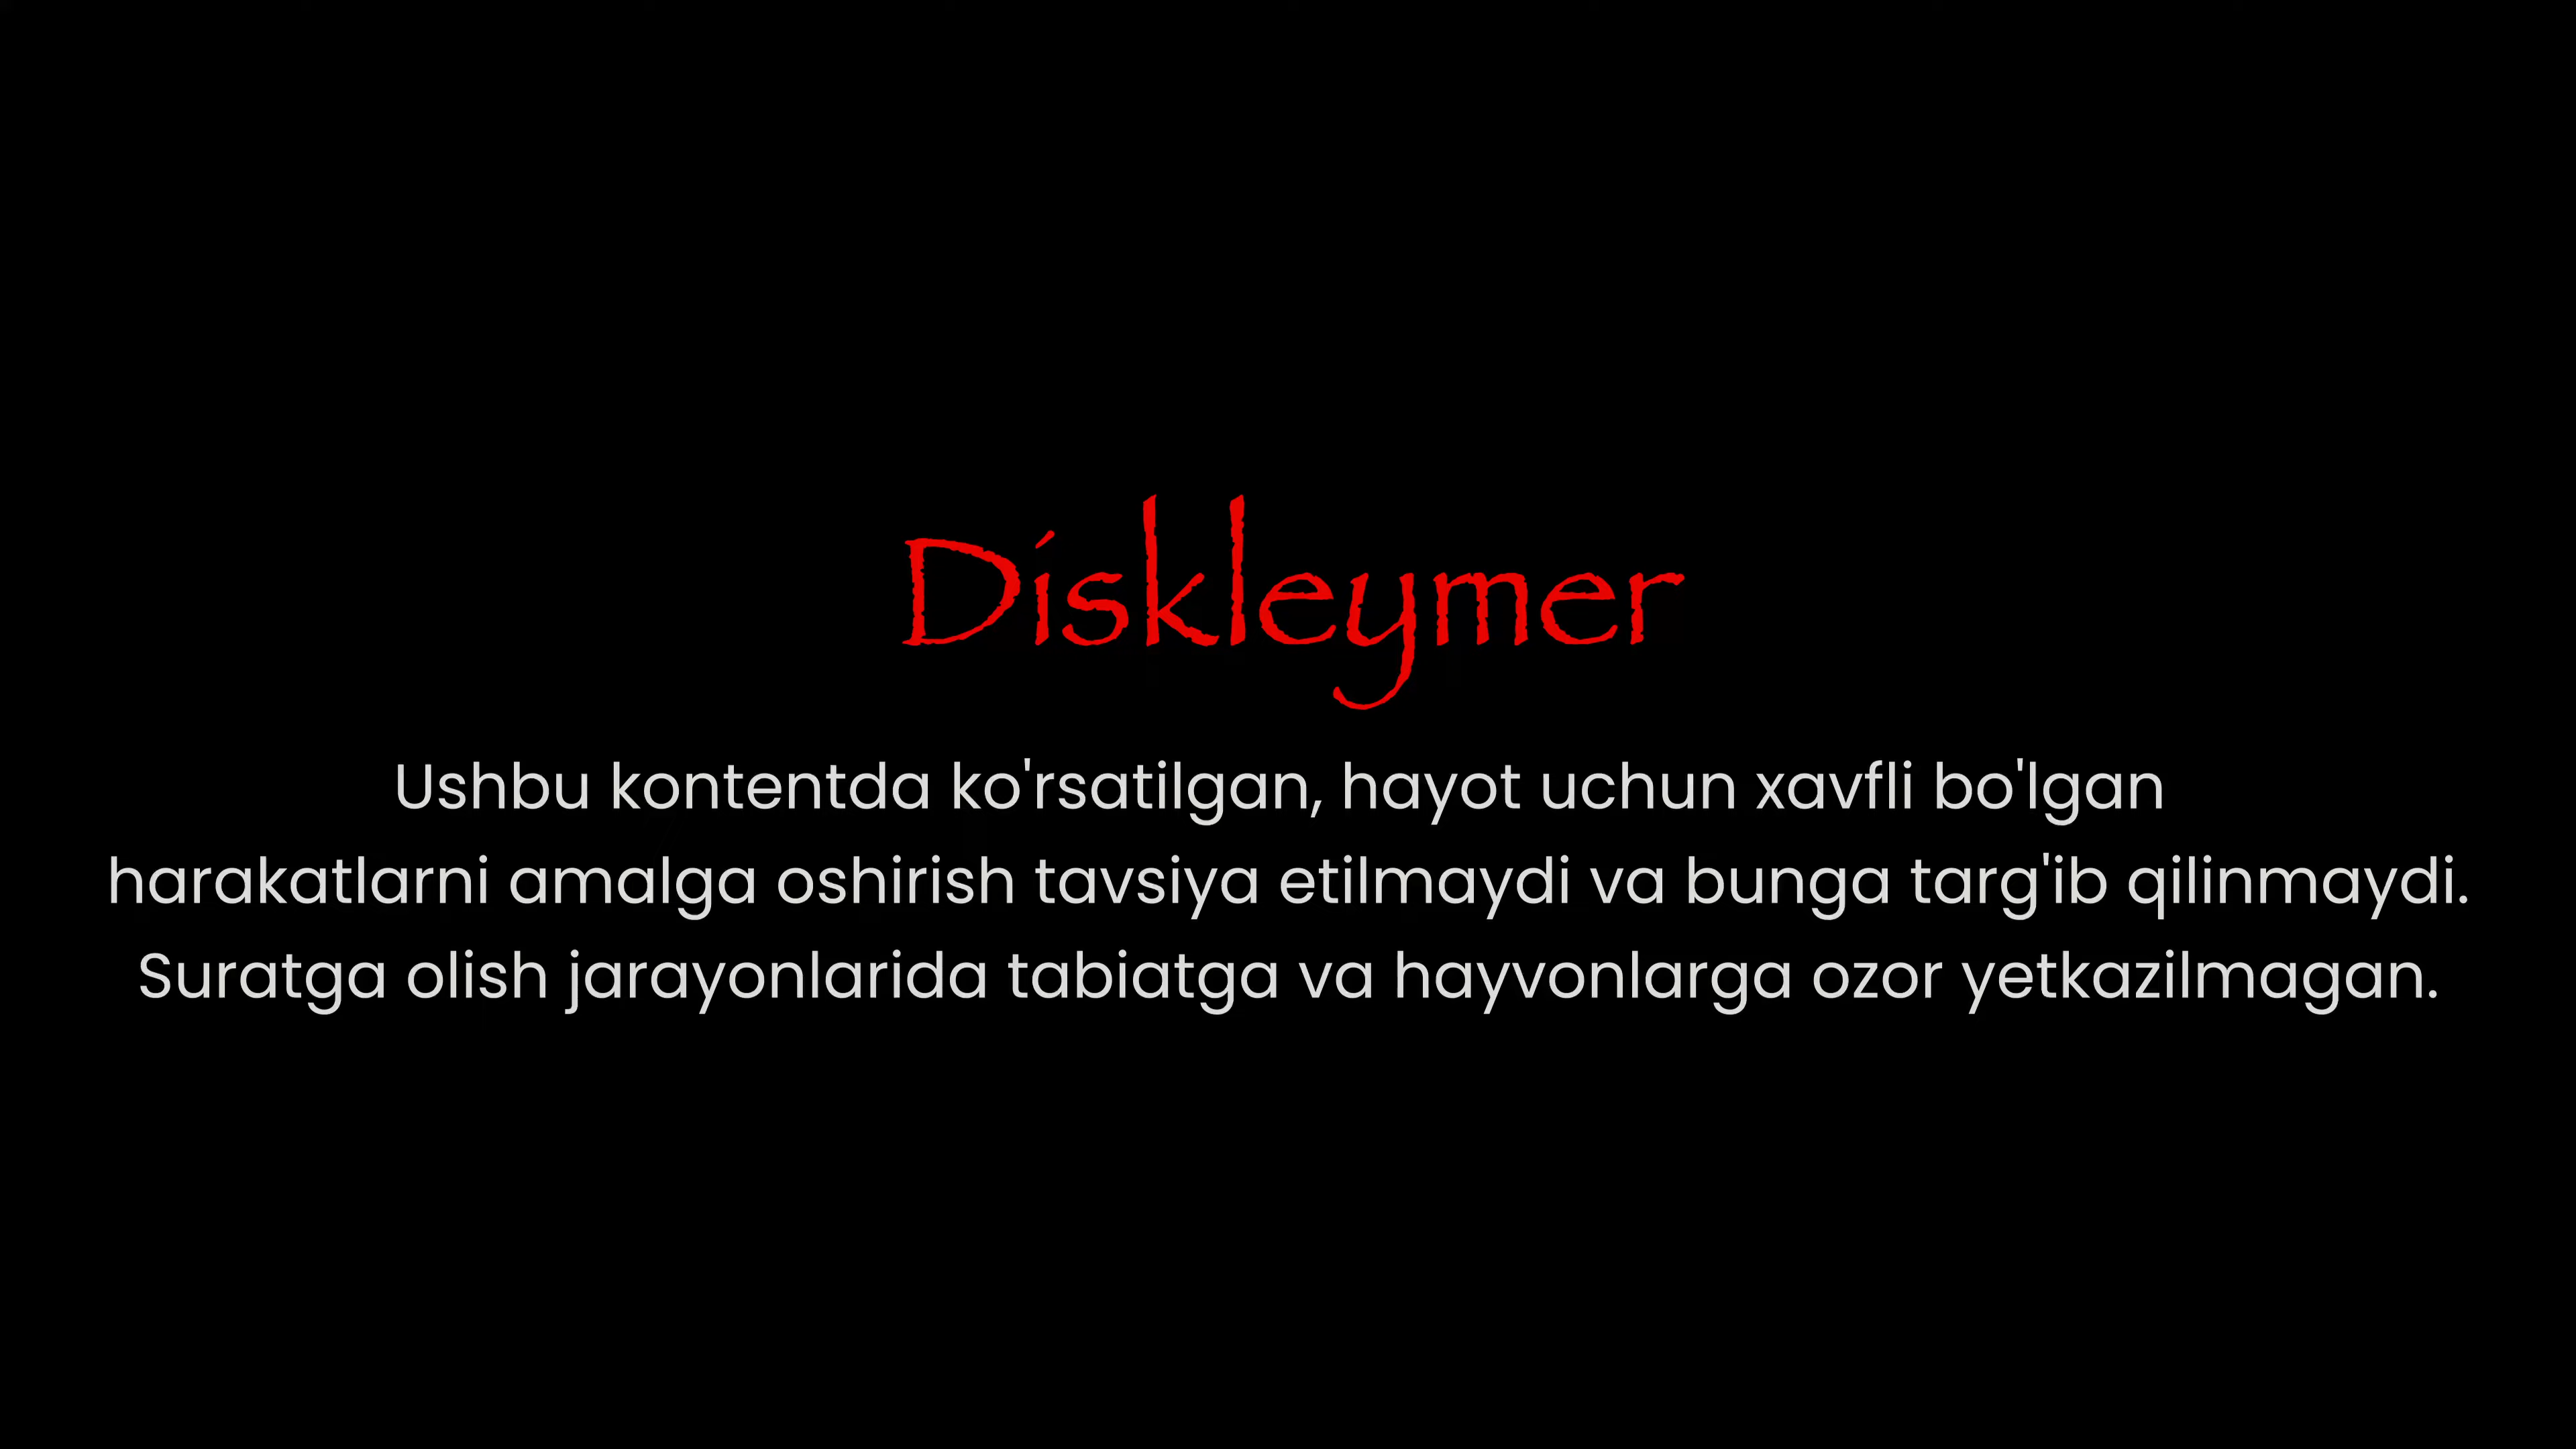 Diskleymer
Ushbu kontentda ko'rsatilgan, hayot uchun xavfli bo'lgan
harakatlarni amalga oshirish tavsiya etilmaydi va bunga targ'ib qilinmaydi.
Suratga olish jarayonlarida tabiatga va hayvonlarga ozor yetkazilmagan.